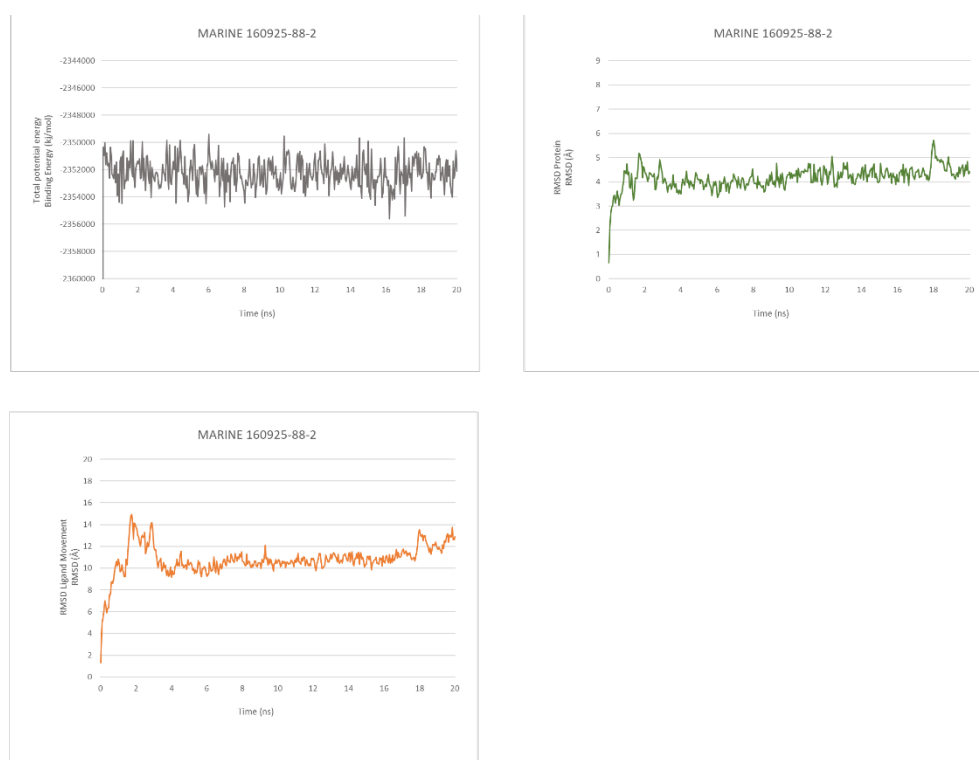 MARINE 160925-88-2
-2344000
-2346000
-2348000
-2350000
-2352000
-2354000
-2356000
-2358000
2360000
0 2 4 6 8 10 12 14 16 18 20
Total potential energy
Binding Energy (kj/mol)
Time (ns)
MARINE 160925-88-2
9
8
7
6
5
4
3
2
1
0
0 2 4 6 8 10 12 14 16 18 20
RMSD Protein
RMSD (Å)
Time (ns)
MARINE 160925-88-2
20
18
16
14
12
10
8
6
4
2
0
0 2 4 6 8 10 12 14 16 18 20
RMSD Ligand Movement
RMSD (Å)
Time (ns)